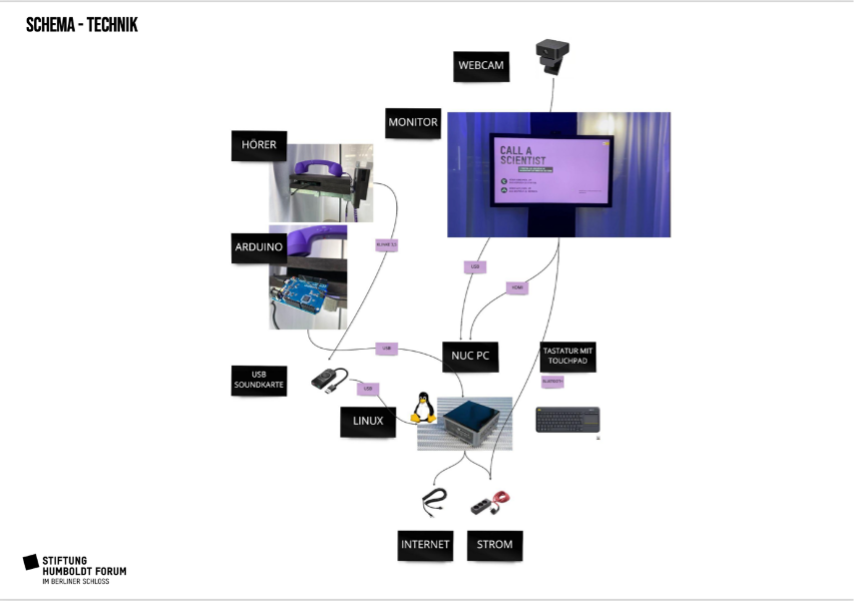 SCHEMA - TECHNIK
WEBCAM
MONITOR
HÖRER
CALL A
SCIENTIST
ARDUINO
USB
HDMI
USB
NUC PC
TASTATUR MIT
TOUCHPAD
BLUETOOTH
USB
SOUNDKARTE
USB
LINUX
INTERNET
STROM
STIFTUNG
HUMBOLDT FORUM
IM BERLINER SCHLOSS